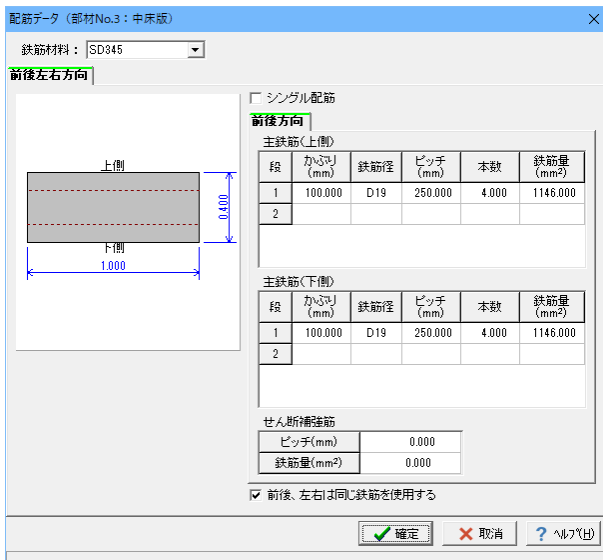 配筋データ（部材No.3：中床版）
鉄筋材料： SD345
前後左右方向
シングル配筋
前後方向
主鉄筋(上側)
段 かぶり(mm) 鉄筋径 ピッチ(mm) 本数 鉄筋量(mm²)
1 100.000 D19 250.000 4.000 1146.000
2
上側
0.400
下側
1.000
主鉄筋(下側)
段 かぶり(mm) 鉄筋径 ピッチ(mm) 本数 鉄筋量(mm²)
1 100.000 D19 250.000 4.000 1146.000
2
せん断補強筋
ピッチ(mm) 0.000
鉄筋量(mm²) 0.000
前後、左右は同じ鉄筋を使用する
確定 取消 ? ﾍﾙﾌﾟ(H)